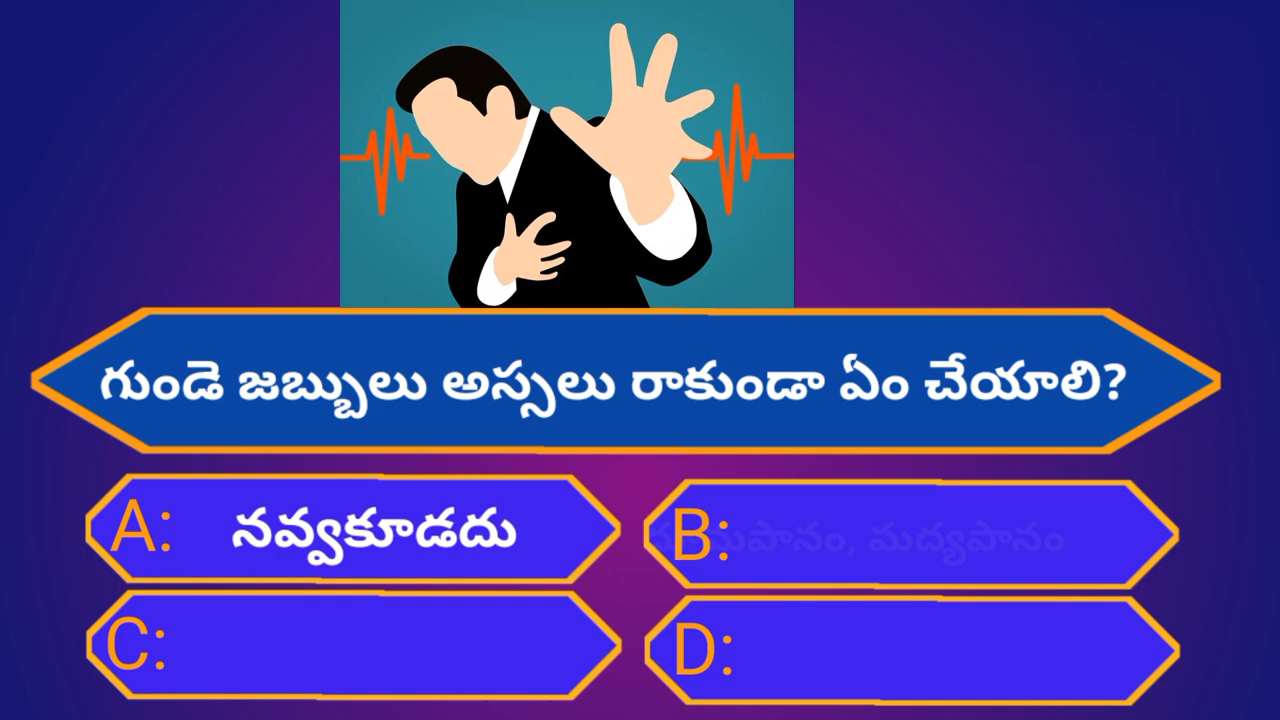 గుండె జబ్బులు అస్సలు రాకుండా ఏం చేయాలి?
A: నవ్వకూడదు
B: ధూమపానం, మద్యపానం
C:
D: